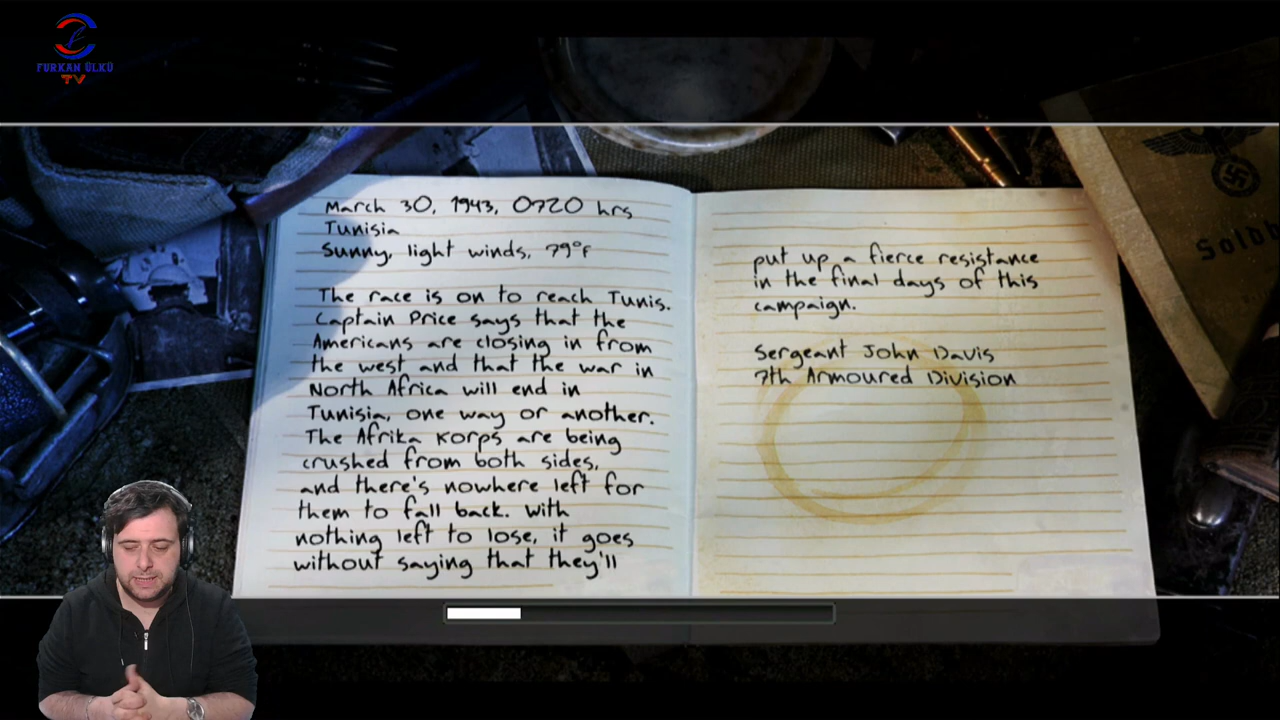 FURKAN ÜLKÜ
TV
March 30, 1943, 0720 hrs
Tunisia
Sunny, light winds, 79°F
The race is on to reach Tunis.
Captain Price says that the
Americans are closing in from
the west and that the war in
North Africa will end in
Tunisia, one way or another.
The Afrika Korps are being
crushed from both sides,
and there's nowhere left for
them to fall back. With
nothing left to lose, it goes
without saying that they'll
put up a fierce resistance
in the final days of this
campaign.
Sergeant John Davis
7th Armoured Division